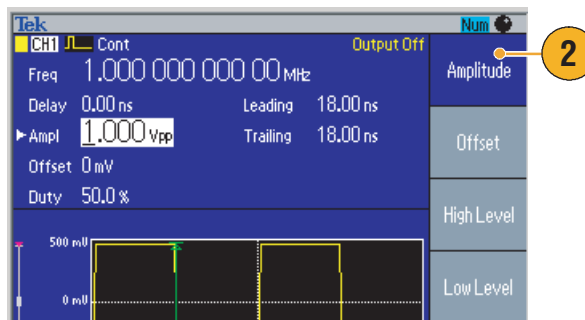 Tek Num
CH1 Cont Output Off
Freq 1.000 000 000 00 MHz
Delay 0.00 ns Leading 18.00 ns
Ampl 1.000 Vpp Trailing 18.00 ns
Offset 0 mV
Duty 50.0 %
500 mV
0 mV
Amplitude
Offset
High Level
Low Level
2